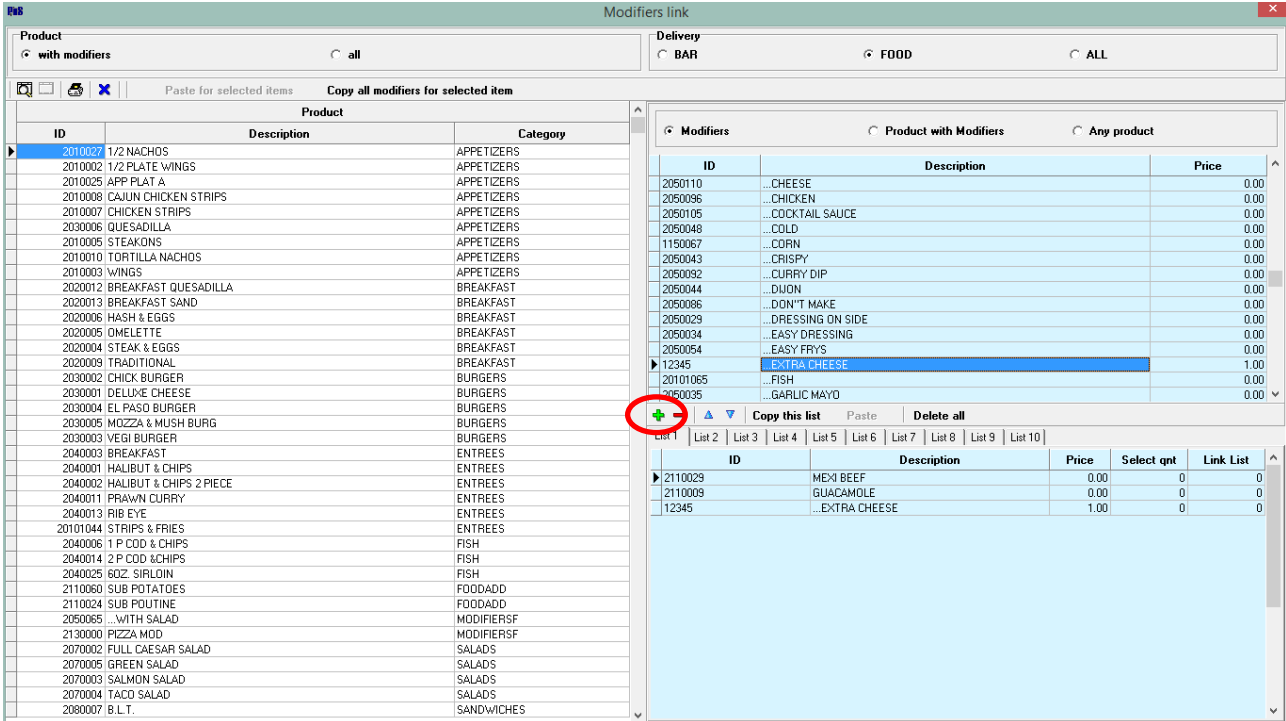 PoS Modifiers link
Product
with modifiers all
Delivery
BAR FOOD ALL
Paste for selected items Copy all modifiers for selected item
Product
ID Description Category
2010027 1/2 NACHOS APPETIZERS
2010002 1/2 PLATE WINGS APPETIZERS
2010025 APP PLAT A APPETIZERS
2010008 CAJUN CHICKEN STRIPS APPETIZERS
2010007 CHICKEN STRIPS APPETIZERS
2030006 QUESADILLA APPETIZERS
2010005 STEAKONS APPETIZERS
2010010 TORTILLA NACHOS APPETIZERS
2010003 WINGS APPETIZERS
2020012 BREAKFAST QUESADILLA BREAKFAST
2020013 BREAKFAST SAND BREAKFAST
2020006 HASH & EGGS BREAKFAST
2020005 OMELETTE BREAKFAST
2020004 STEAK & EGGS BREAKFAST
2020009 TRADITIONAL BREAKFAST
2030002 CHICK BURGER BURGERS
2030001 DELUXE CHEESE BURGERS
2030004 EL PASO BURGER BURGERS
2030005 MOZZA & MUSH BURG BURGERS
2030003 VEGI BURGER BURGERS
2040003 BREAKFAST ENTREES
2040001 HALIBUT & CHIPS ENTREES
2040002 HALIBUT & CHIPS 2 PIECE ENTREES
2040011 PRAWN CURRY ENTREES
2040013 RIB EYE ENTREES
20101044 STRIPS & FRIES ENTREES
2040006 1 P COD & CHIPS FISH
2040014 2 P COD &CHIPS FISH
2040025 6OZ. SIRLOIN FISH
2110060 SUB POTATOES FOODADD
2110024 SUB POUTINE FOODADD
2050065 ...WITH SALAD MODIFIERSF
2130000 PIZZA MOD MODIFIERSF
2070002 FULL CAESAR SALAD SALADS
2070005 GREEN SALAD SALADS
2070003 SALMON SALAD SALADS
2070004 TACO SALAD SALADS
2080007 B.L.T. SANDWICHES
Modifiers Product with Modifiers Any product
ID Description Price
2050110 ...CHEESE 0.00
2050096 ...CHICKEN 0.00
2050105 ...COCKTAIL SAUCE 0.00
2050048 ...COLD 0.00
1150067 ...CORN 0.00
2050043 ...CRISPY 0.00
2050092 ...CURRY DIP 0.00
2050044 ...DIJON 0.00
2050086 ...DON''T MAKE 0.00
2050029 ...DRESSING ON SIDE 0.00
2050034 ...EASY DRESSING 0.00
2050054 ...EASY FRYS 0.00
12345 ...EXTRA CHEESE 1.00
20101065 ...FISH 0.00
2050035 ...GARLIC MAYO 0.00
Copy this list Paste Delete all
List 1 List 2 List 3 List 4 List 5 List 6 List 7 List 8 List 9 List 10
ID Description Price Select qnt Link List
2110029 MEXI BEEF 0.00 0 0
2110009 GUACAMOLE 0.00 0 0
12345 ...EXTRA CHEESE 1.00 0 0